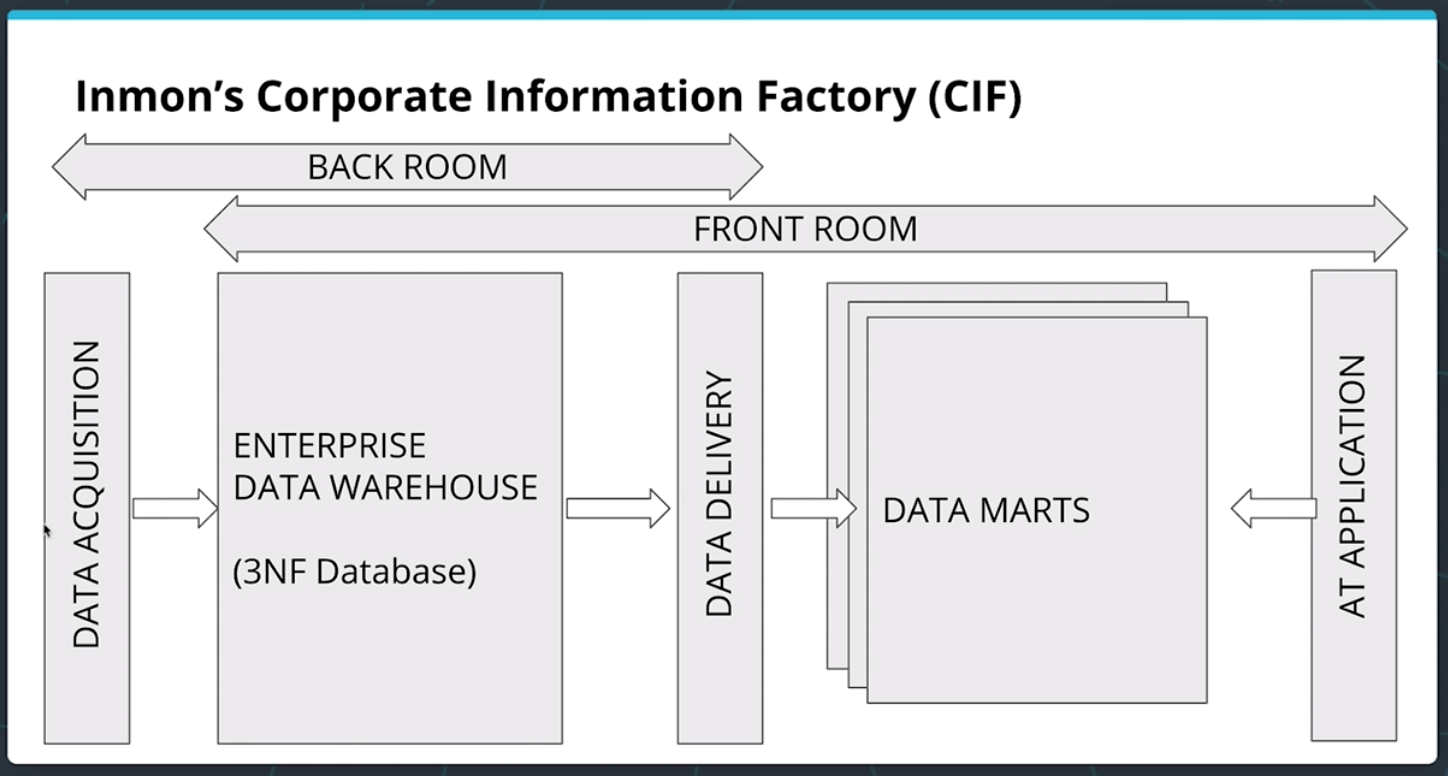 Inmon’s Corporate Information Factory (CIF)
BACK ROOM
FRONT ROOM
DATA ACQUISITION
ENTERPRISE
DATA WAREHOUSE
(3NF Database)
DATA DELIVERY
DATA MARTS
AT APPLICATION